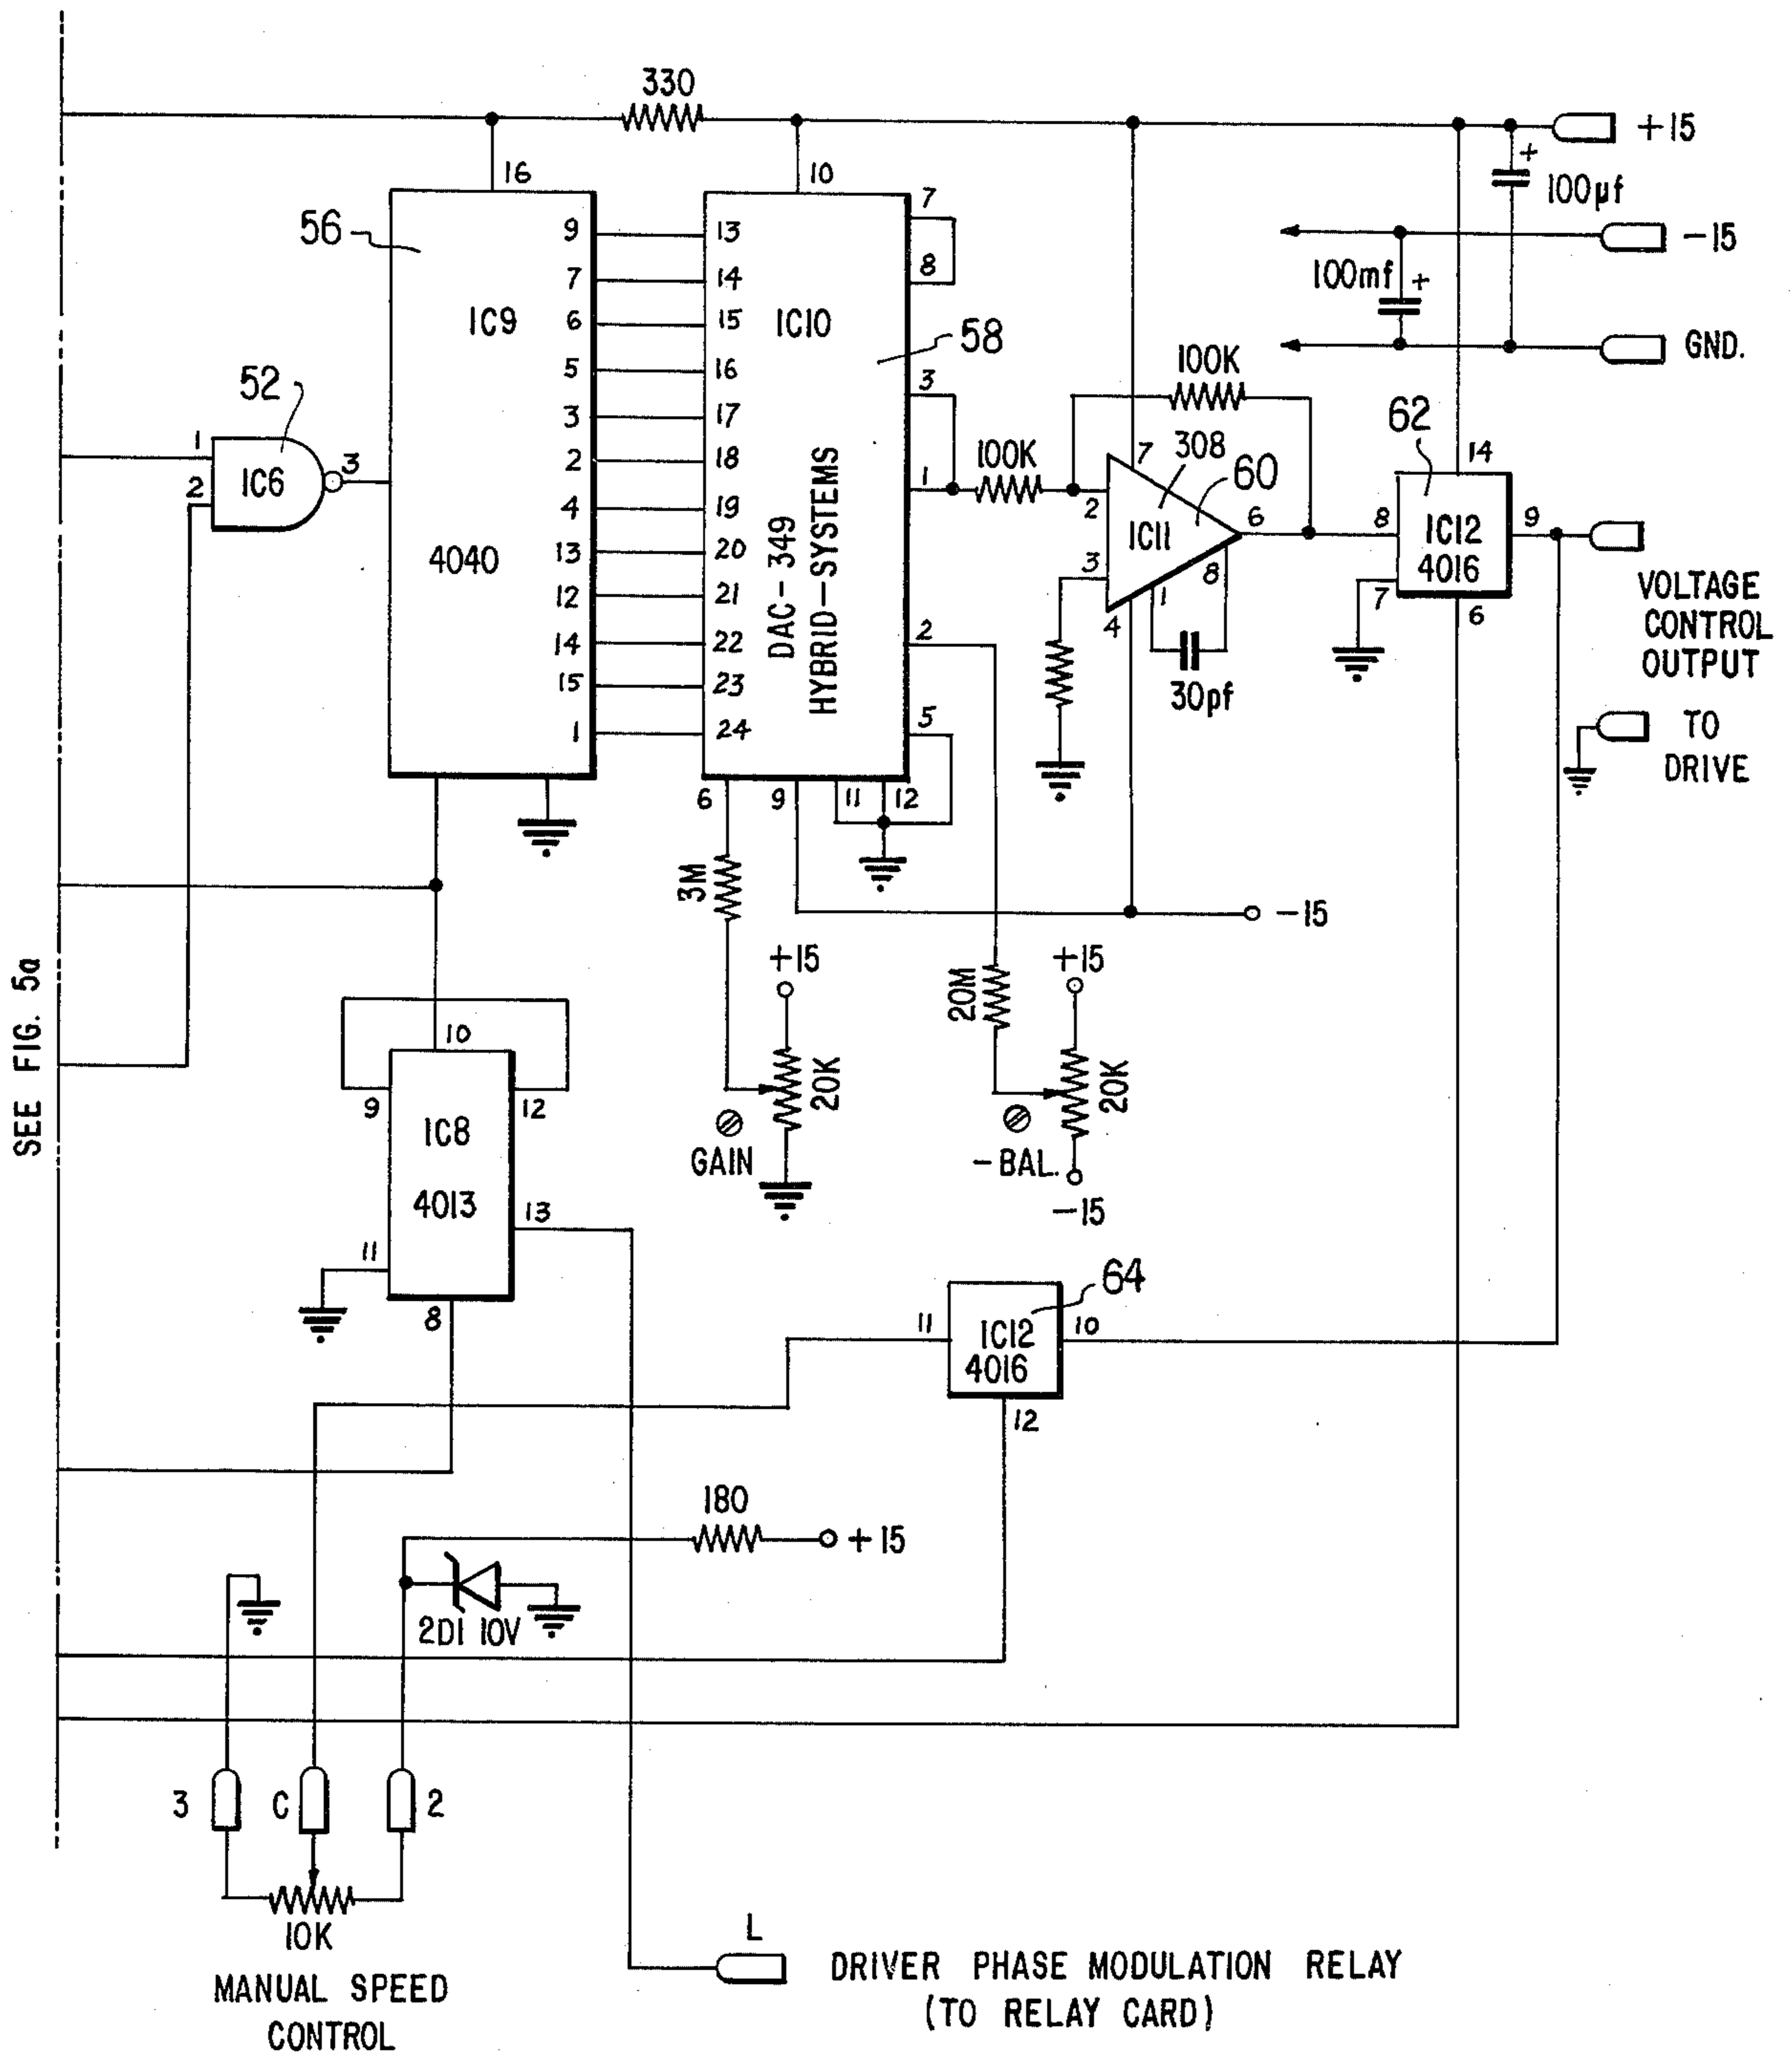 330
+15
16
10
+
100µf
56
9
13
7
7
14
8
-15
6
15
IC9
IC10
100mf
+
5
16
58
GND.
3
17
3
100K
52
2
18
62
1
IC6
3
2
4
19
1
100K
7
308
14
4040
13
20
2
IC11
60
6
8
IC12
4016
9
12
21
3
8
7
6
DAC-349
HYBRID-SYSTEMS
14
22
2
4
1
VOLTAGE
CONTROL
OUTPUT
15
23
30pf
1
24
5
TO
DRIVE
6
9
11
12
3M
-15
+15
20M
+15
SEE FIG. 5a
10
9
12
IC8
4013
20K
20K
GAIN
-BAL.
-15
13
11
8
64
11
IC12
4016
10
12
180
+15
2D1 10V
3
C
2
10K
MANUAL SPEED
CONTROL
L
DRIVER PHASE MODULATION RELAY
(TO RELAY CARD)